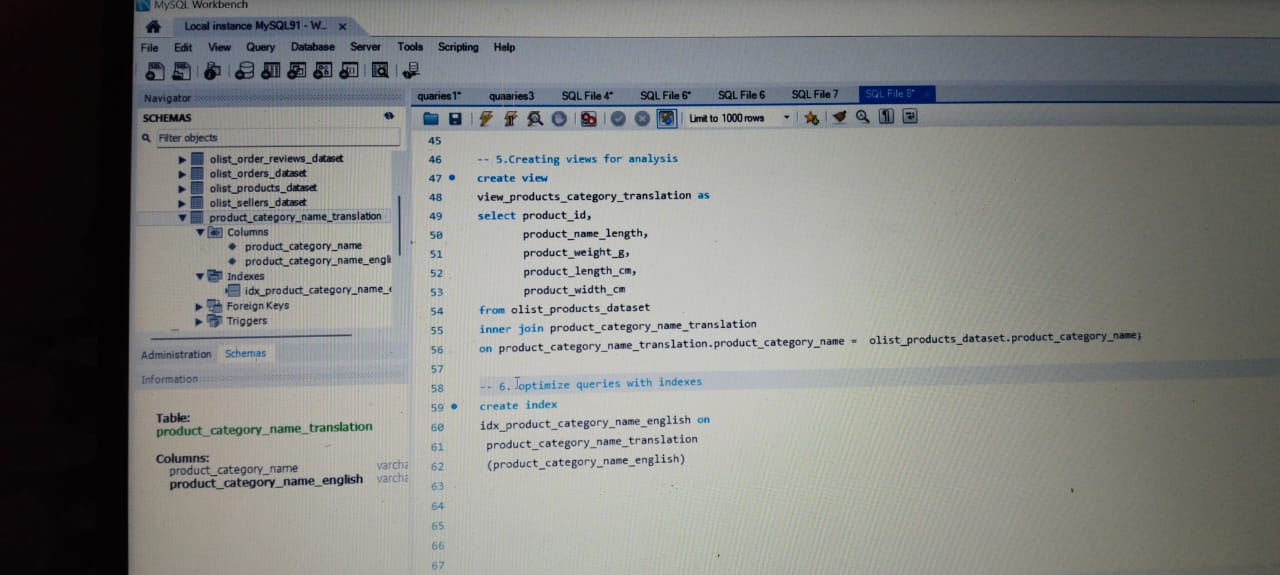 MySQL Workbench
Local instance MySQL91 - W... ×
File Edit View Query Database Server Tools Scripting Help
Navigator
SCHEMAS
Filter objects
olist_order_reviews_dataset
olist_orders_dataset
olist_products_dataset
olist_sellers_dataset
product_category_name_translation
Columns
product_category_name
product_category_name_engli
Indexes
idx_product_category_name_e
Foreign Keys
Triggers
Administration Schemas
Information
Table:
product_category_name_translation
Columns:
product_category_name varcha
product_category_name_english varcha
quaries1* quaaries3 SQL File 4* SQL File 6* SQL File 6 SQL File 7 SQL File 8* ×
Limit to 1000 rows
45
46 -- 5.Creating views for analysis
47 create view
48 view_products_category_translation as
49 select product_id,
50 product_name_length,
51 product_weight_g,
52 product_length_cm,
53 product_width_cm
54 from olist_products_dataset
55 inner join product_category_name_translation
56 on product_category_name_translation.product_category_name = olist_products_dataset.product_category_name;
57
58 -- 6. optimize queries with indexes
59 create index
60 idx_product_category_name_english on
61 product_category_name_translation
62 (product_category_name_english)
63
64
65
66
67